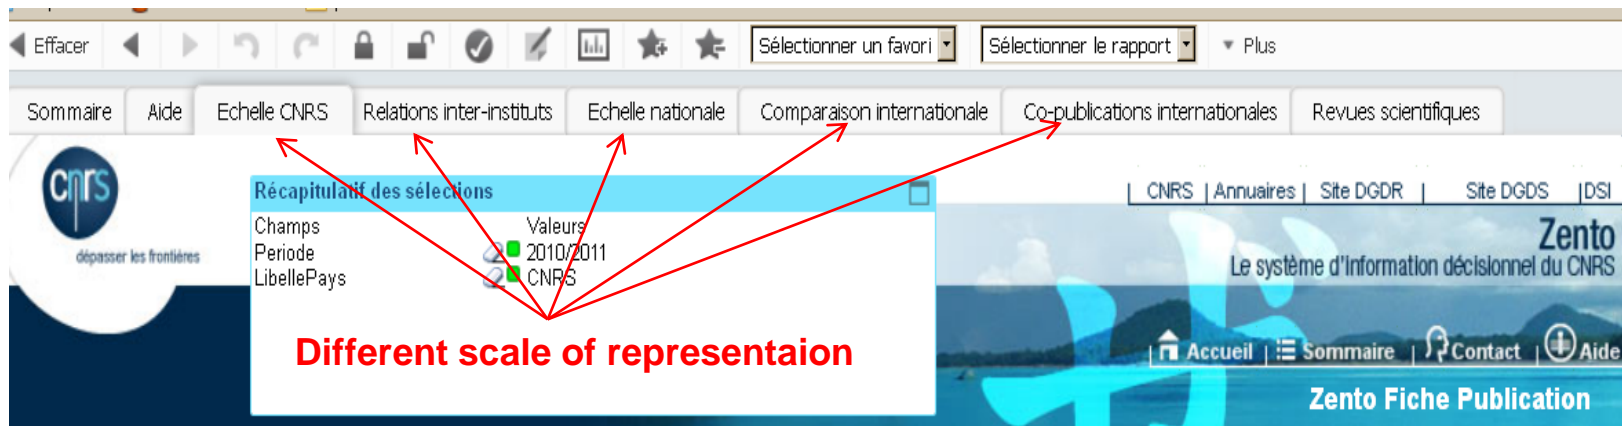 Effacer Sélectionner un favori Sélectionner le rapport Plus
Sommaire Aide Echelle CNRS Relations inter-instituts Echelle nationale Comparaison internationale Co-publications internationales Revues scientifiques
cnrs
dépasser les frontières
Récapitulatif des sélections
Champs Valeurs
Periode 2010/2011
LibellePays CNRS
Different scale of representaion
| CNRS | Annuaires | Site DGDR | Site DGDS | DSI
Zento
Le système d'information décisionnel du CNRS
| Accueil | Sommaire | Contact | Aide
Zento Fiche Publication